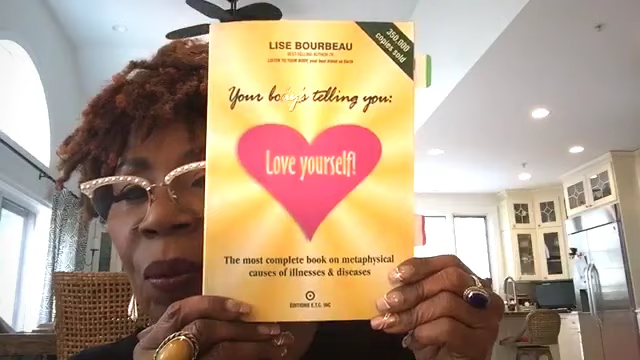 LISE BOURBEAU
BEST-SELLING AUTHOR OF
LISTEN TO YOUR BODY, your best friend on Earth
350,000
copies sold
Your body's telling you:
Love yourself!
The most complete book on metaphysical
causes of illnesses & diseases
ÉDITIONS E.T.C. INC